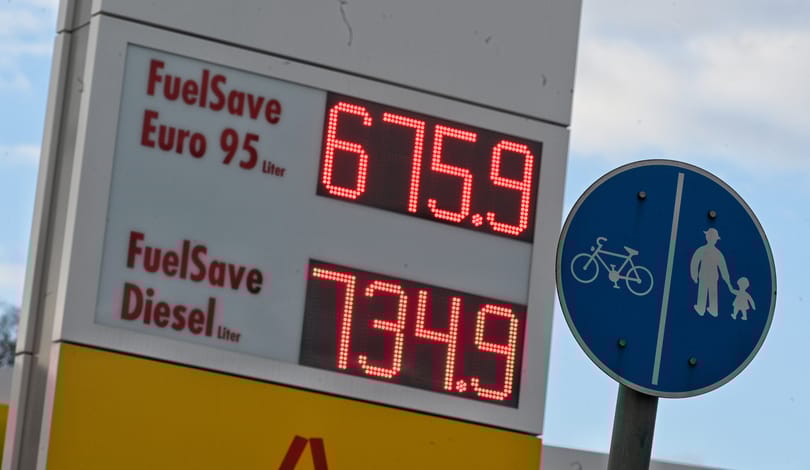 FuelSave
Euro 95 Liter
675.9
FuelSave
Diesel Liter
734.9